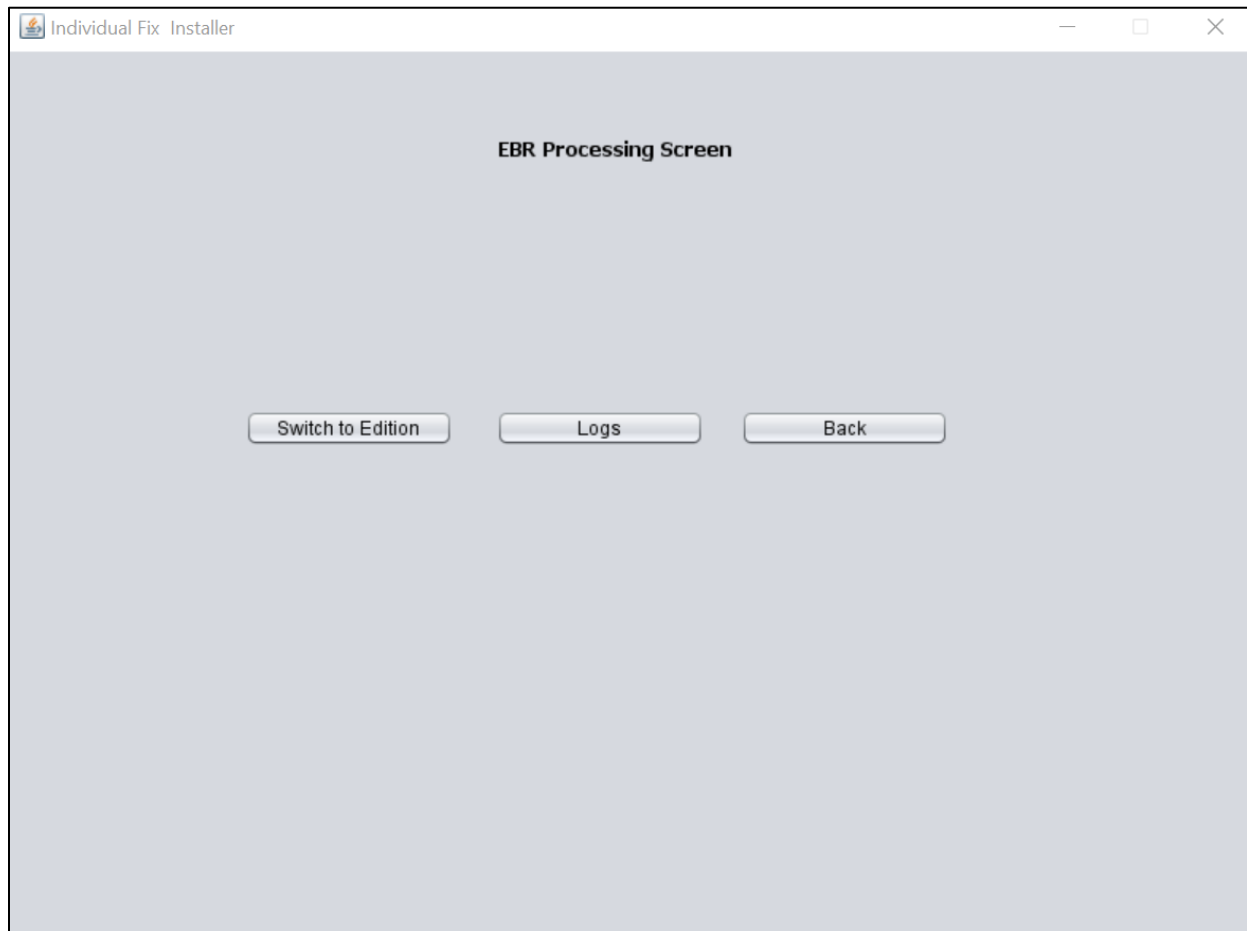 Individual Fix  Installer
EBR Processing Screen
Switch to Edition
Logs
Back